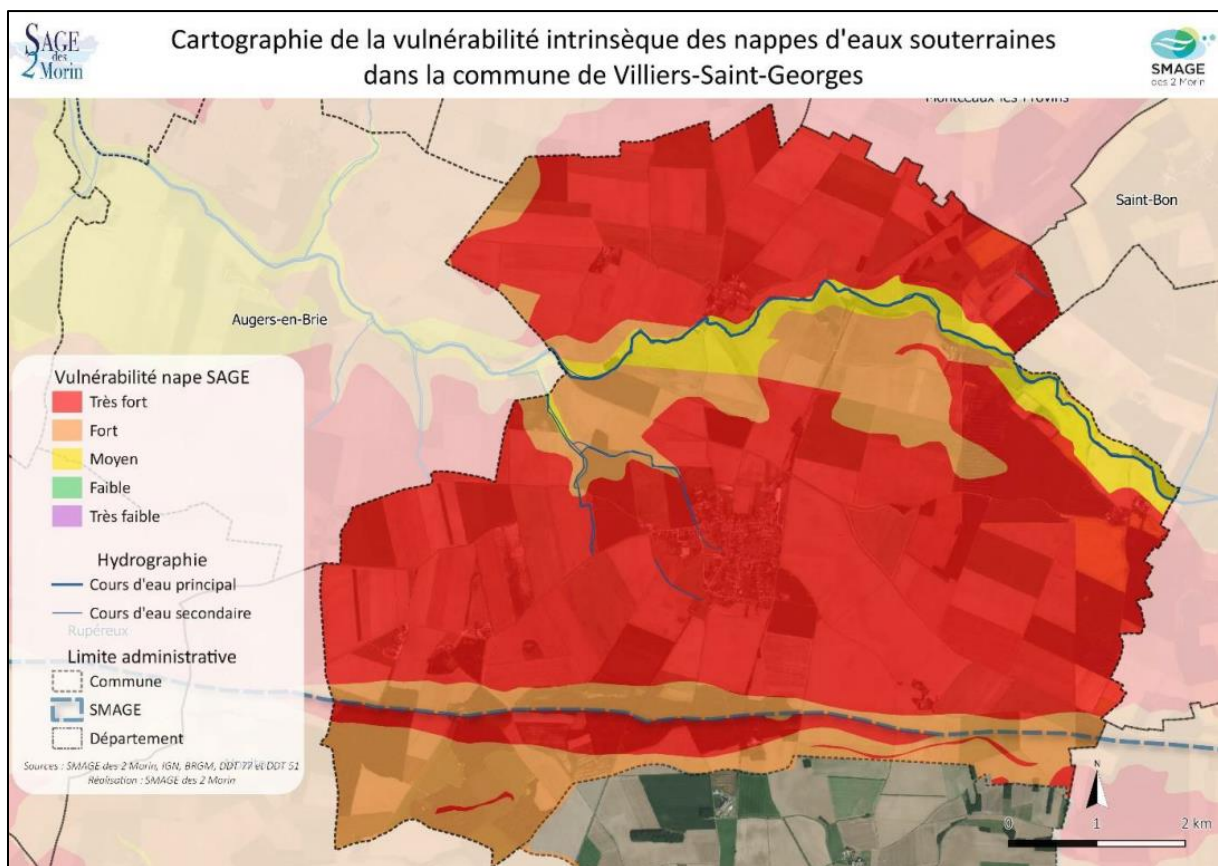 SAGE
des
2 Morin
Cartographie de la vulnérabilité intrinsèque des nappes d'eaux souterraines
dans la commune de Villiers-Saint-Georges
SMAGE
des 2 Morin
Montceaux-les-Provins
Saint-Bon
Augers-en-Brie
Vulnérabilité nape SAGE
Très fort
Fort
Moyen
Faible
Très faible
Hydrographie
Cours d'eau principal
Cours d'eau secondaire
Rupéreux
Limite administrative
Commune
SMAGE
Département
Sources : SMAGE des 2 Morin, IGN, BRGM, DDT 77 et DDT 51
Réalisation : SMAGE des 2 Morin
N
0 1 2 km